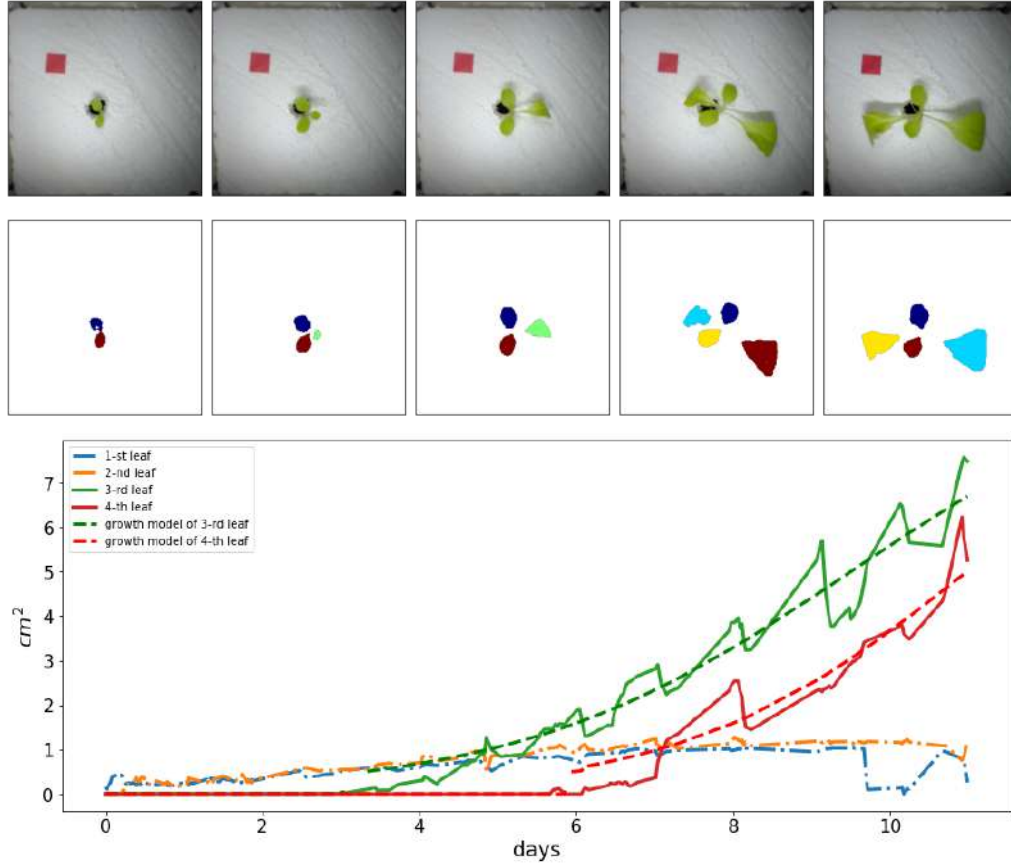 1-st leaf
2-nd leaf
3-rd leaf
4-th leaf
growth model of 3-rd leaf
growth model of 4-th leaf
7
6
5
4
3
2
1
0
cm²
0 2 4 6 8 10
days